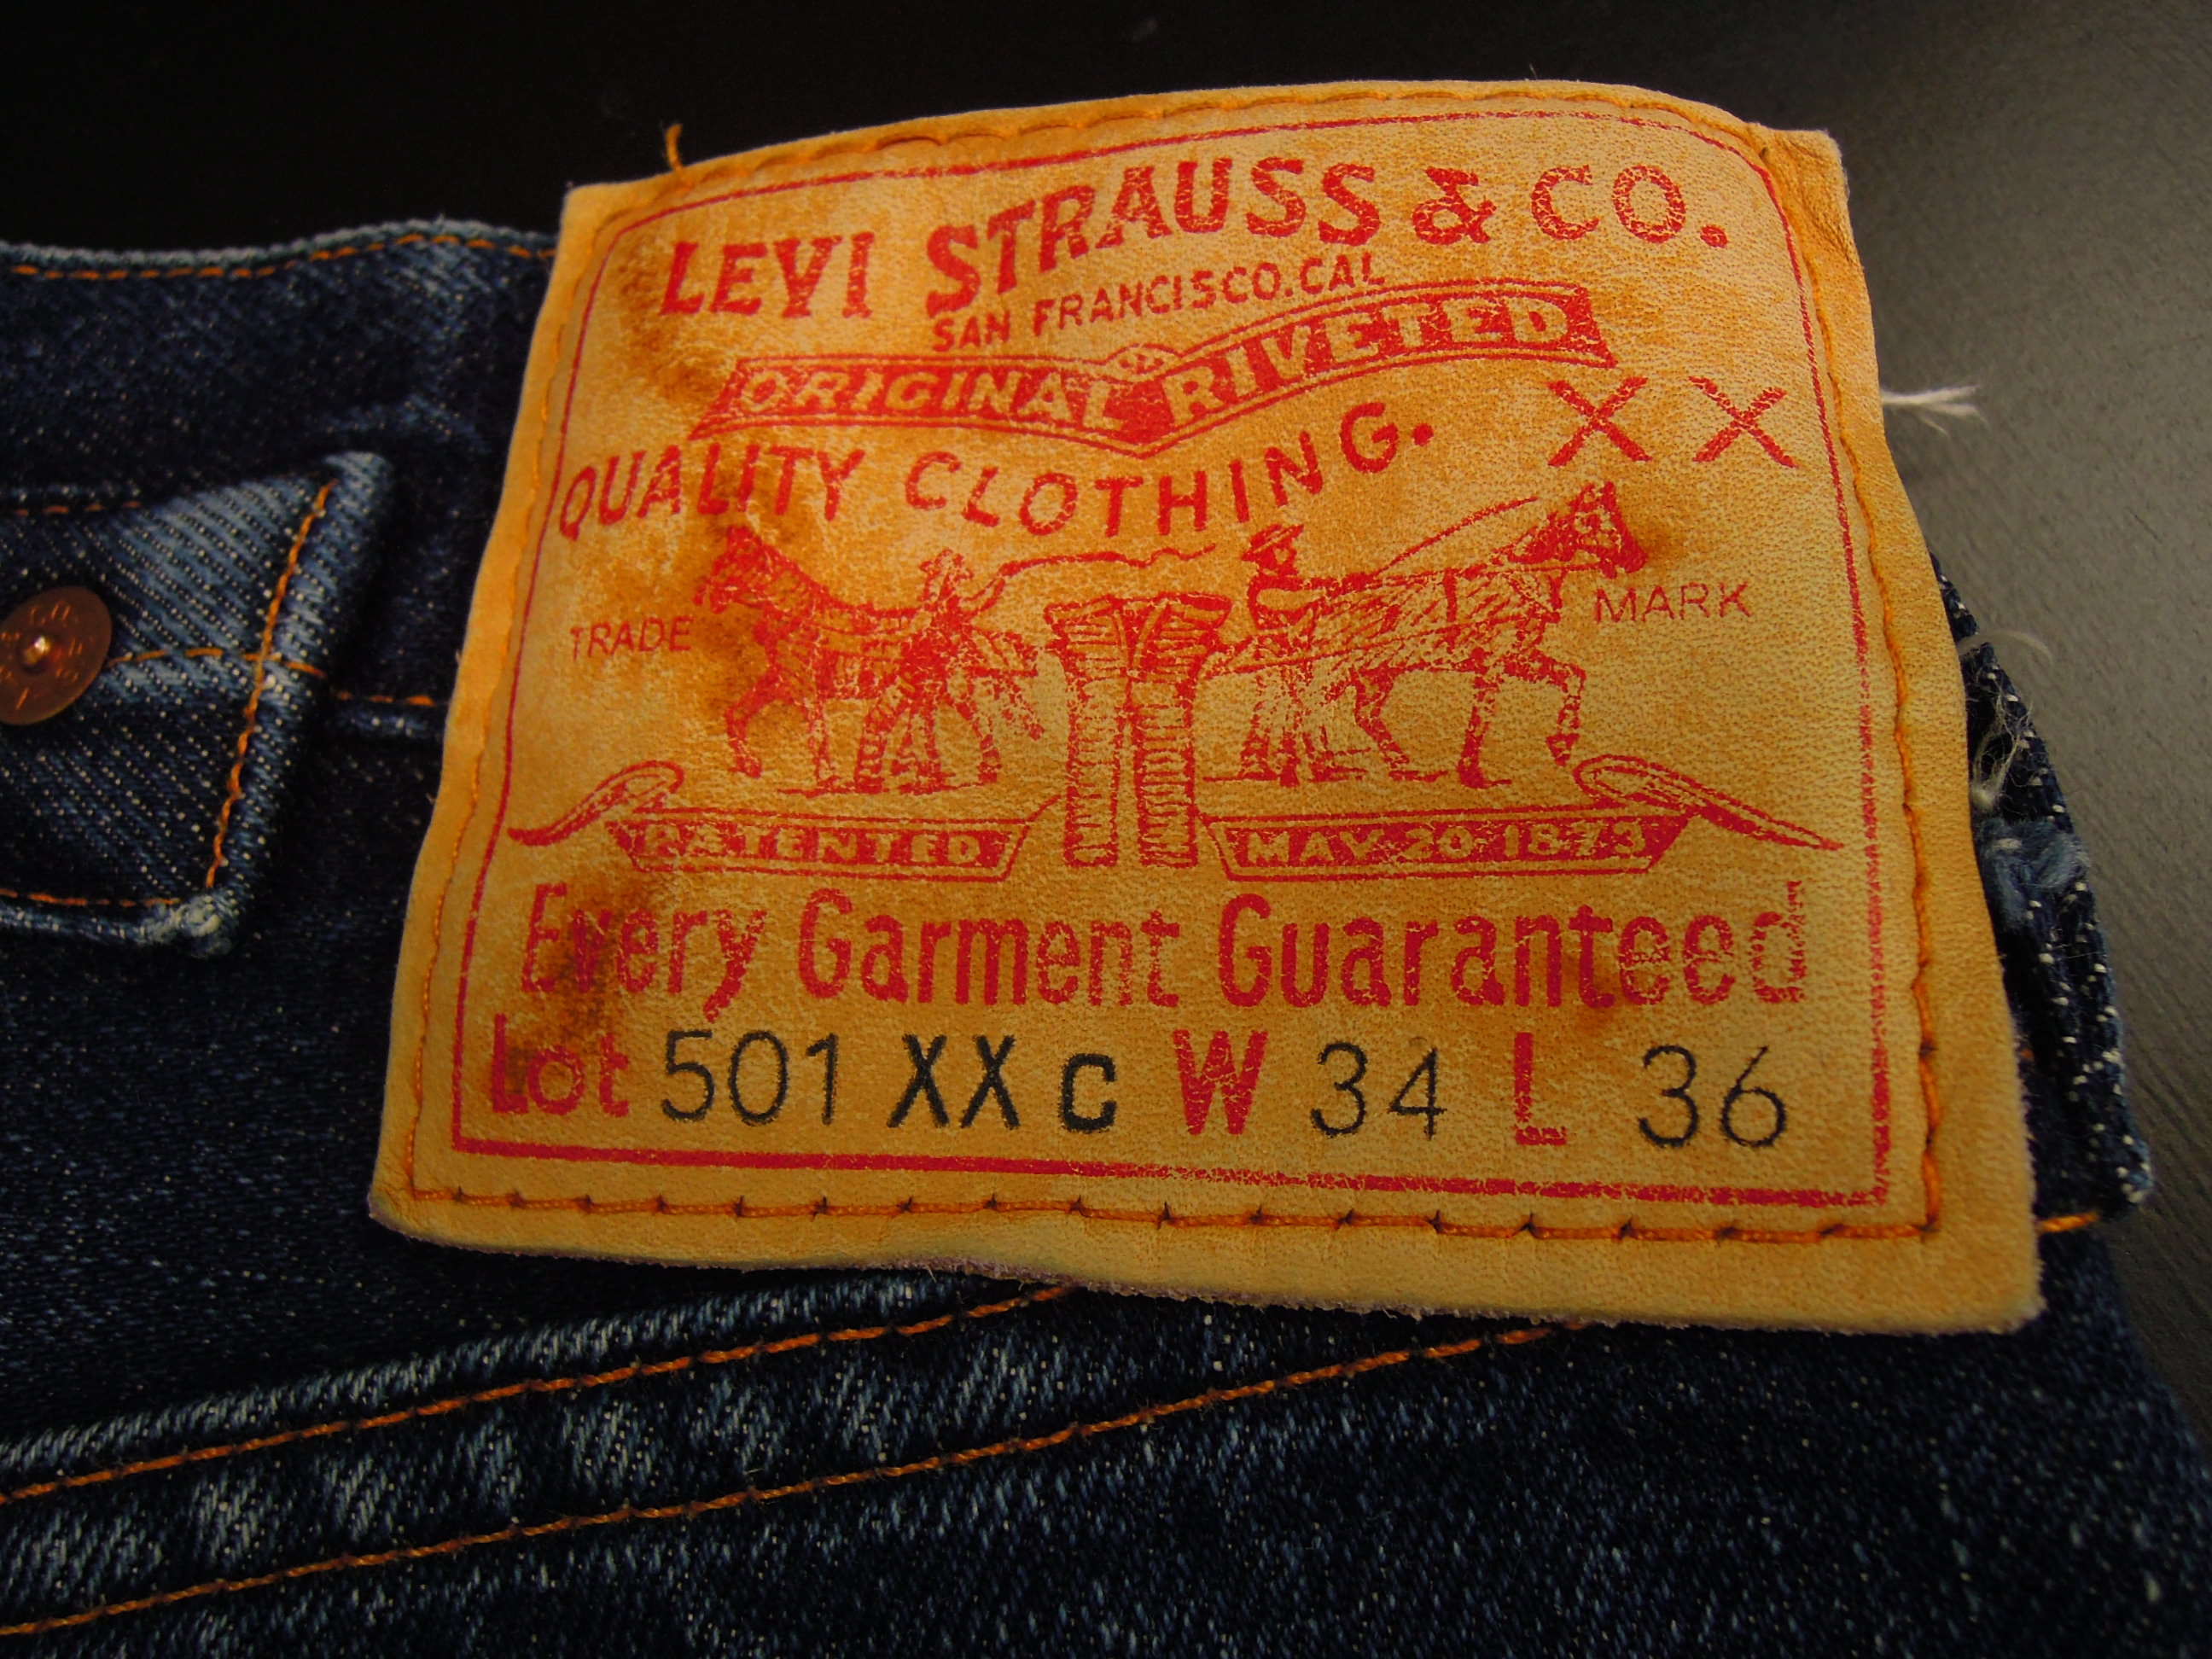 LEVI STRAUSS & CO.
SAN FRANCISCO. CAL
ORIGINAL RIVETED
QUALITY CLOTHING.
XX
TRADE MARK
PATENTED MAY 20 1873
Every Garment Guaranteed
Lot 501 XX C W 34 L 36